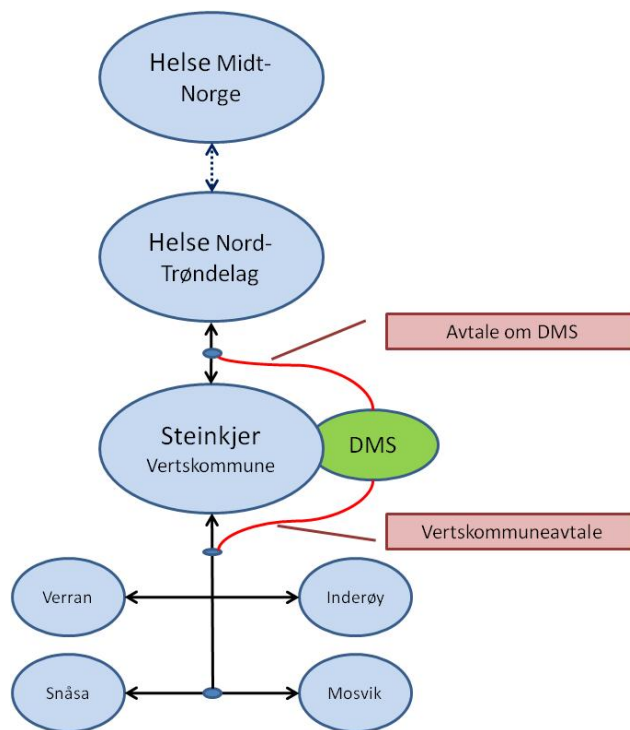 Helse Midt-
Norge
Helse Nord-
Trøndelag
Avtale om DMS
Steinkjer
Vertskommune
DMS
Vertskommuneavtale
Verran
Inderøy
Snåsa
Mosvik